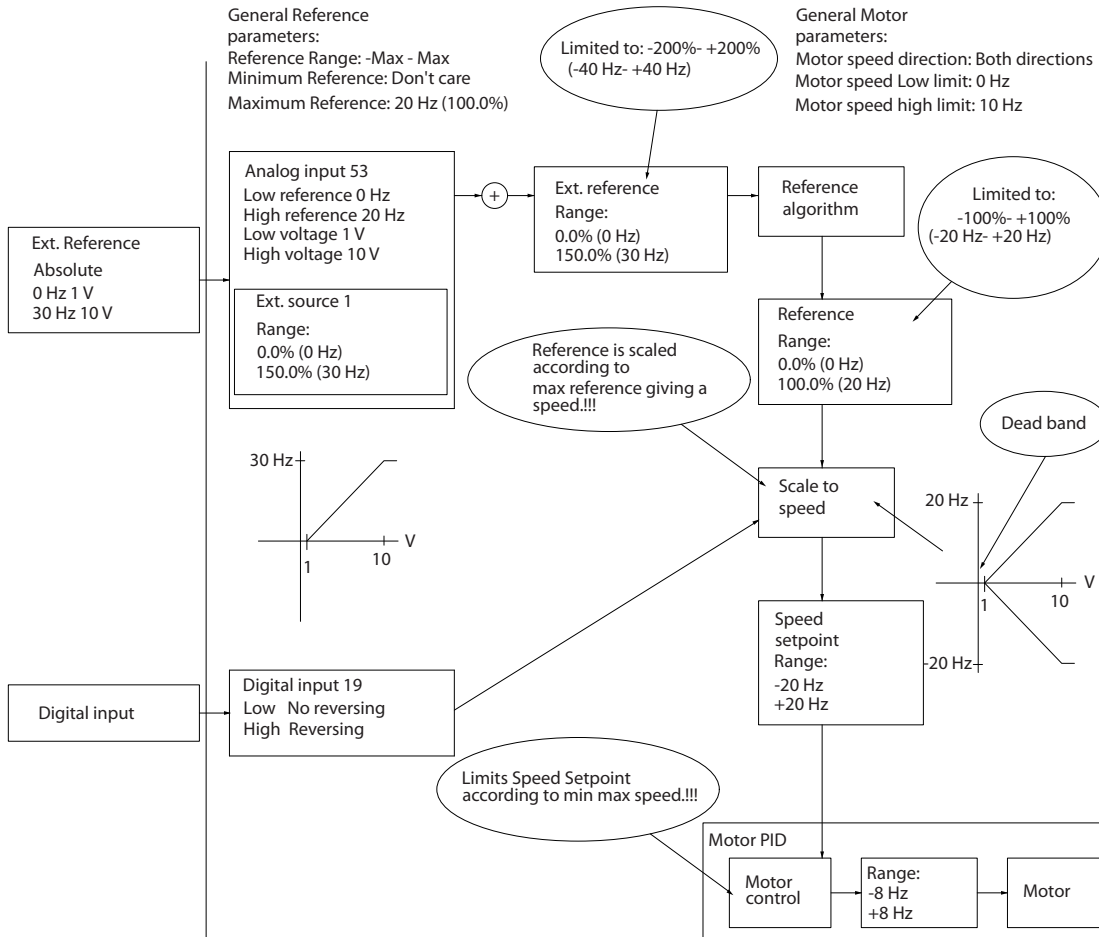 General Reference
parameters:
Reference Range: -Max - Max
Minimum Reference: Don't care
Maximum Reference: 20 Hz (100.0%)
Limited to: -200%- +200%
(-40 Hz- +40 Hz)
General Motor
parameters:
Motor speed direction: Both directions
Motor speed Low limit: 0 Hz
Motor speed high limit: 10 Hz
Ext. Reference
Absolute
0 Hz 1 V
30 Hz 10 V
Analog input 53
Low reference 0 Hz
High reference 20 Hz
Low voltage 1 V
High voltage 10 V
Ext. source 1
Range:
0.0% (0 Hz)
150.0% (30 Hz)
+
Ext. reference
Range:
0.0% (0 Hz)
150.0% (30 Hz)
Reference
algorithm
Limited to:
-100%- +100%
(-20 Hz- +20 Hz)
Reference
Range:
0.0% (0 Hz)
100.0% (20 Hz)
Reference is scaled
according to
max reference giving a
speed.!!!
Dead band
30 Hz
V
1
10
Scale to
speed
20 Hz
V
1
10
-20 Hz
Speed
setpoint
Range:
-20 Hz
+20 Hz
Digital input
Digital input 19
Low No reversing
High Reversing
Limits Speed Setpoint
according to min max speed.!!!
Motor PID
Motor
control
Range:
-8 Hz
+8 Hz
Motor